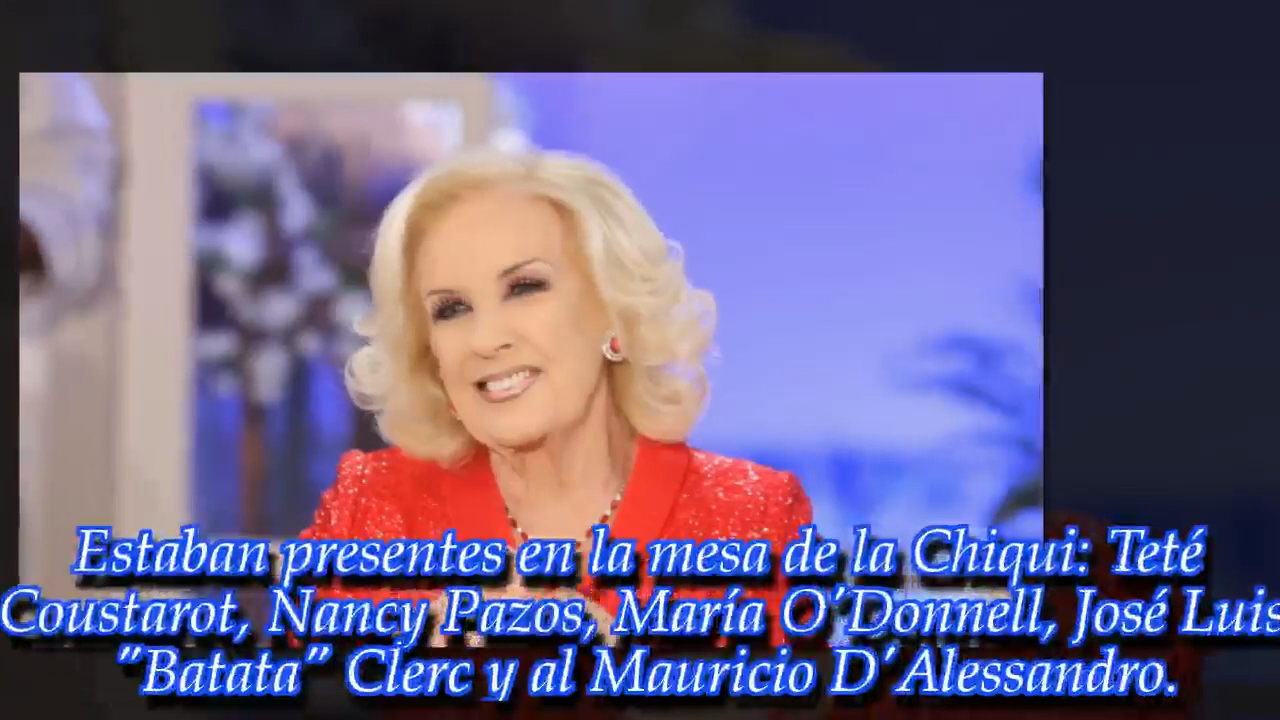 Estaban presentes en la mesa de la Chiqui: Teté
Coustarot, Nancy Pazos, María O'Donnell, José Luis
"Batata" Clerc y al Mauricio D'Alessandro.